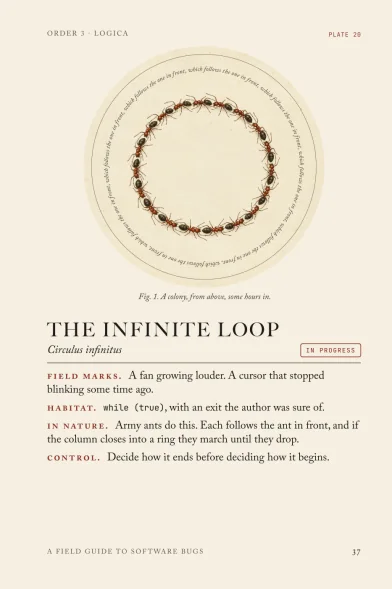 ORDER 3 · LOGICA
PLATE 20
which follows the one in front, which follows the one in front, which follows the one in front, which follows the one in front, which follows the one in front, which follows the one in front, which follows the one in front, which follows the one in front,
Fig. 1. A colony, from above, some hours in.
THE INFINITE LOOP
Circulus infinitus
IN PROGRESS
FIELD MARKS. A fan growing louder. A cursor that stopped
blinking some time ago.
HABITAT. while (true), with an exit the author was sure of.
IN NATURE. Army ants do this. Each follows the ant in front, and if
the column closes into a ring they march until they drop.
CONTROL. Decide how it ends before deciding how it begins.
A FIELD GUIDE TO SOFTWARE BUGS
37